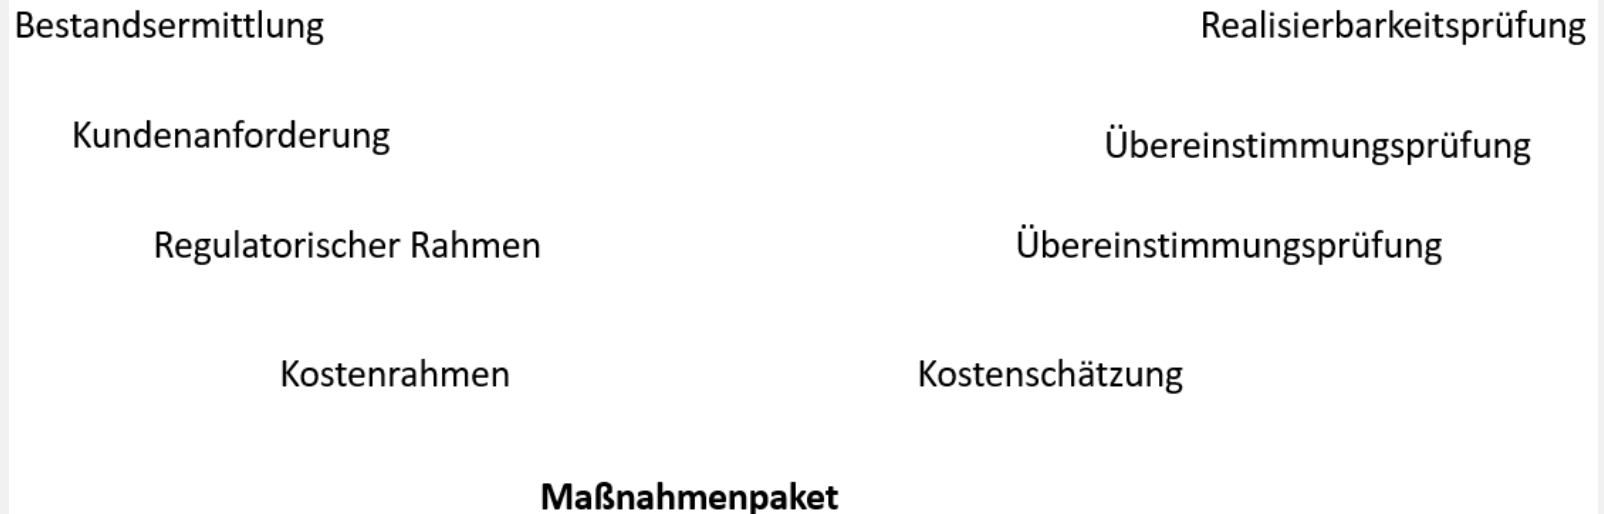 Bestandsermittlung
Realisierbarkeitsprüfung
Kundenanforderung
Übereinstimmungsprüfung
Regulatorischer Rahmen
Übereinstimmungsprüfung
Kostenrahmen
Kostenschätzung
Maßnahmenpaket